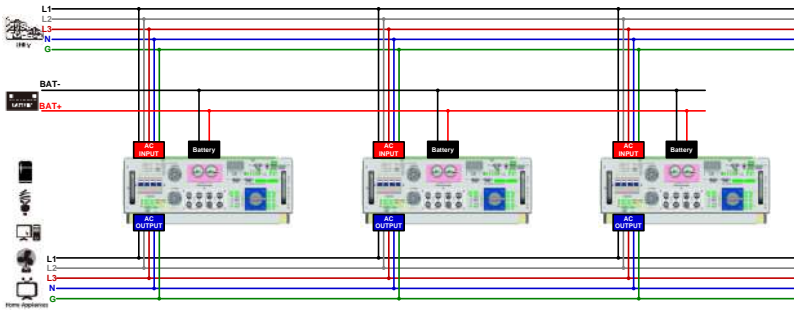 L1
L2
L3
N
G
BAT-
BATTERY
BAT+
AC
INPUT
Battery
AC
INPUT
Battery
AC
INPUT
Battery
AC
OUTPUT
AC
OUTPUT
AC
OUTPUT
L1
L2
L3
N
G
Home Appliances